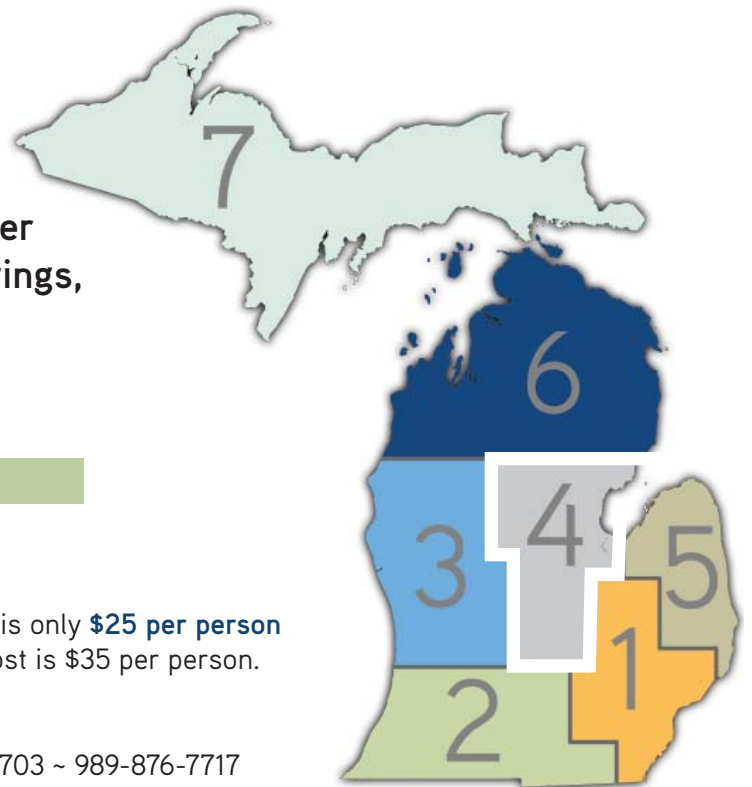 7
er
ings,
6
4
3
5
is only $25 per person
ost is $35 per person.
1
2
703 ~ 989-876-7717